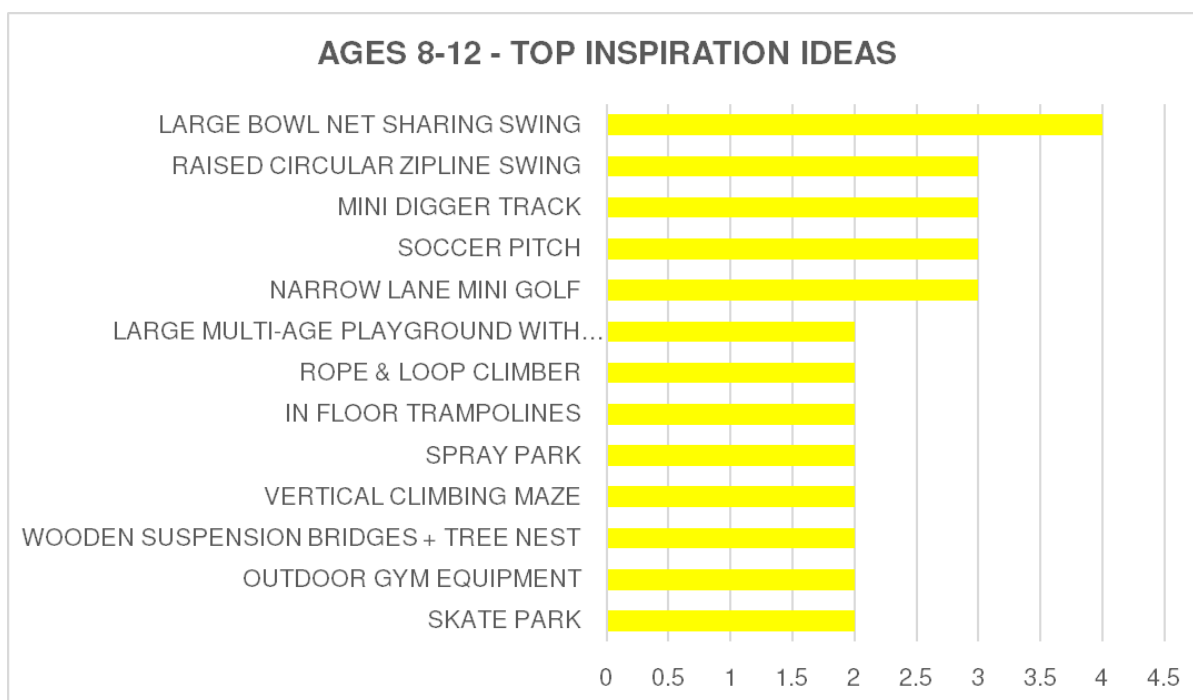 AGES 8-12 - TOP INSPIRATION IDEAS
LARGE BOWL NET SHARING SWING
RAISED CIRCULAR ZIPLINE SWING
MINI DIGGER TRACK
SOCCER PITCH
NARROW LANE MINI GOLF
LARGE MULTI-AGE PLAYGROUND WITH...
ROPE & LOOP CLIMBER
IN FLOOR TRAMPOLINES
SPRAY PARK
VERTICAL CLIMBING MAZE
WOODEN SUSPENSION BRIDGES + TREE NEST
OUTDOOR GYM EQUIPMENT
SKATE PARK
0 0.5 1 1.5 2 2.5 3 3.5 4 4.5